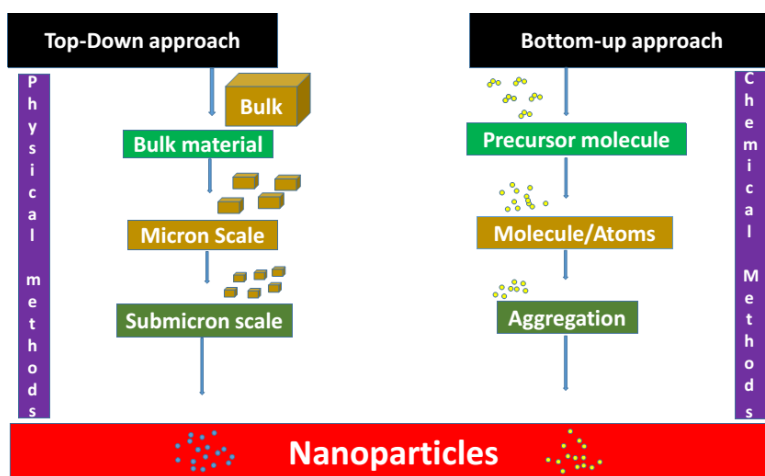 Top-Down approach
Bottom-up approach
Physical methods
Chemical Methods
Bulk
Bulk material
Precursor molecule
Micron Scale
Molecule/Atoms
Submicron scale
Aggregation
Nanoparticles